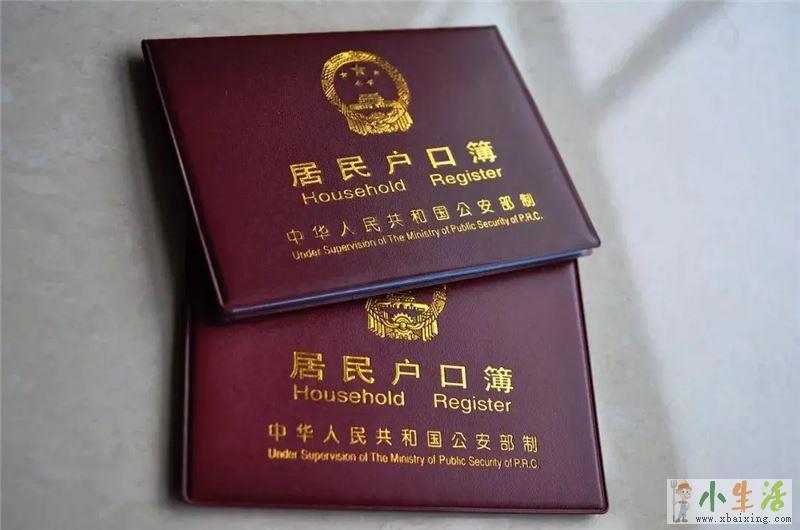 居民户口簿
Household Register
中华人民共和国公安部制
Under Supervision of The Ministry of Public Security of P.R.C.
居民户口簿
Household Register
中华人民共和国公安部制
Under Supervision of The Ministry of Public Security of P.R.C.
小生活
www.xbaixing.com